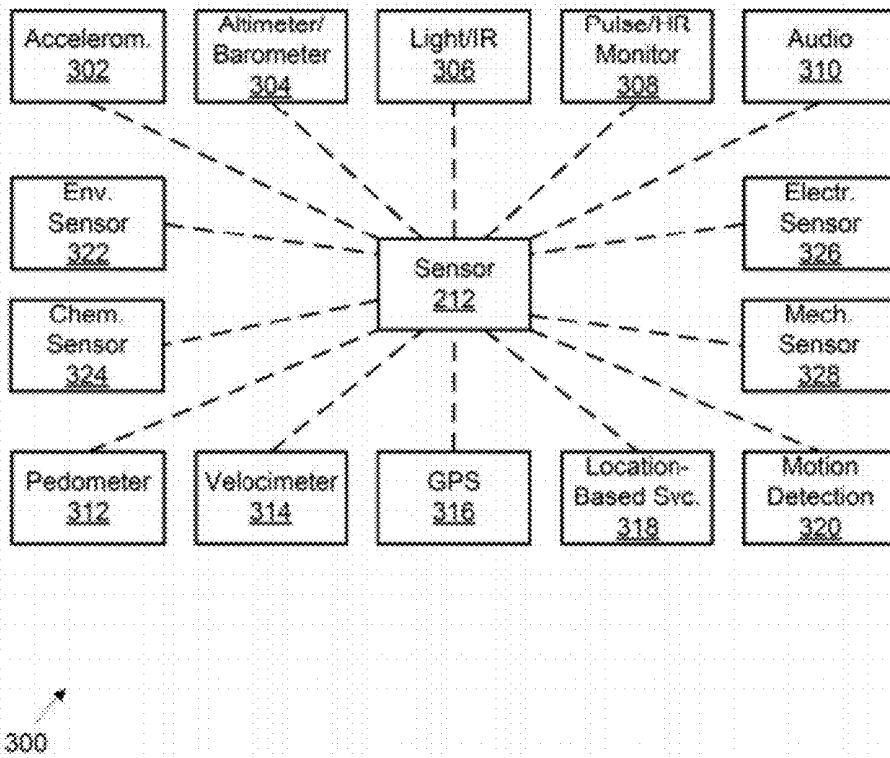 Accelerom.
302
Altimeter/
Barometer
304
Light/IR
306
Pulse/HR
Monitor
308
Audio
310
Env.
Sensor
322
Electr.
Sensor
326
Sensor
212
Chem.
Sensor
324
Mech.
Sensor
328
Pedometer
312
Velocimeter
314
GPS
316
Location-
Based Svc.
318
Motion
Detection
320
300